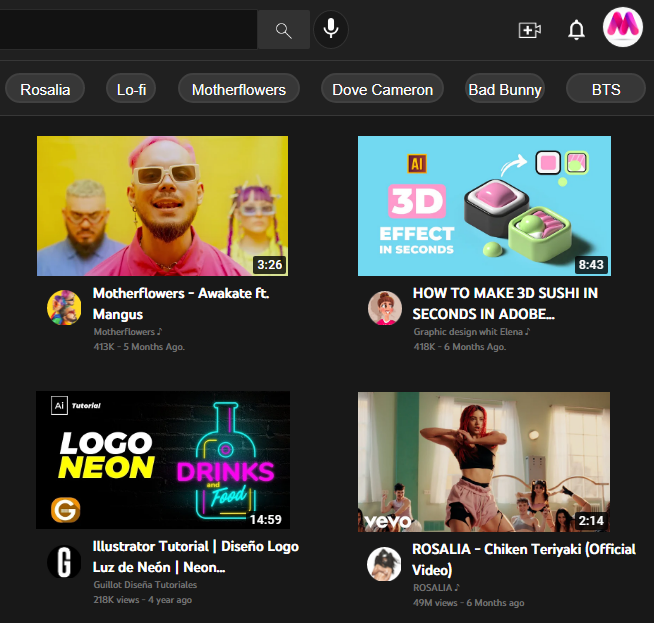 Rosalia
Lo-fi
Motherflowers
Dove Cameron
Bad Bunny
BTS
3:26
Motherflowers - Awakate ft.
Mangus
Motherflowers ♪
413K - 5 Months Ago.
AI
3D
EFFECT
IN SECONDS
8:43
HOW TO MAKE 3D SUSHI IN
SECONDS IN ADOBE...
Graphic design whit Elena ♪
418K - 6 Months Ago.
Ai
Tutorial
LOGO
NEON
DRINKS
and
Food
G
14:59
G
Illustrator Tutorial | Diseño Logo
Luz de Neón | Neon...
Guillot Diseña Tutoriales
218K views - 4 year ago
vevo
2:14
ROSALIA - Chiken Teriyaki (Official
Video)
ROSALIA ♪
49M views - 6 Months ago